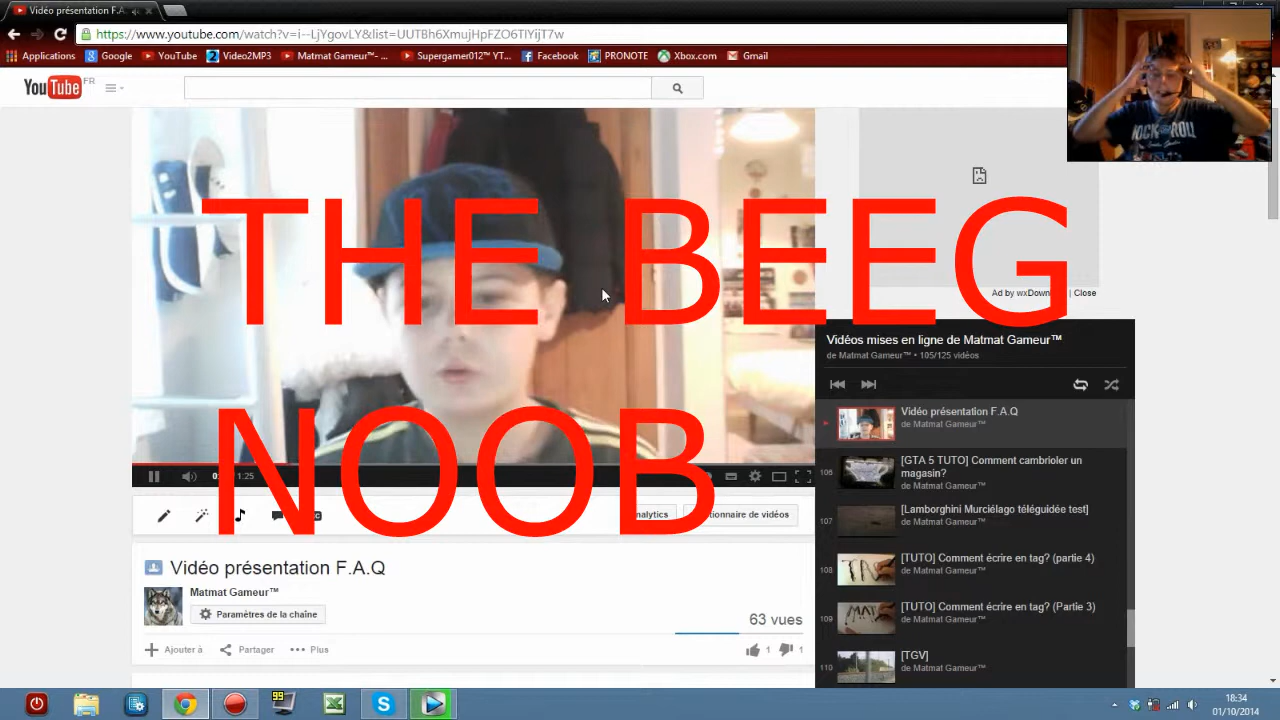 Vidéo présentation F.A.
https://www.youtube.com/watch?v=i--LjYgovLY&list=UUTBh6XmujHpFZO6TlYijT7w
Applications Google YouTube Video2MP3 Matmat Gameur™-... Supergamer012™ YT... Facebook PRONOTE Xbox.com Gmail
YouTube FR
ROCK ROLL
THE BEEG
NOOB
Ad by | Close
Vidéos mises en ligne de Matmat Gameur™
de Matmat Gameur™ • 105/125 vidéos
Vidéo présentation F.A.Q
de Matmat Gameur™
106
[GTA 5 TUTO] Comment cambrioler un
magasin?
de Matmat Gameur™
107
[Lamborghini Murciélago téléguidée test]
de Matmat Gameur™
108
[TUTO] Comment écrire en tag? (partie 4)
de Matmat Gameur™
109
[TUTO] Comment écrire en tag? (Partie 3)
de Matmat Gameur™
110
[TGV]
de Matmat Gameur™
1:25
de vidéos
Vidéo présentation F.A.Q
Matmat Gameur™
Paramètres de la chaîne
63 vues
Ajouter à Partager Plus
1 1
99
18:34
01/10/2014